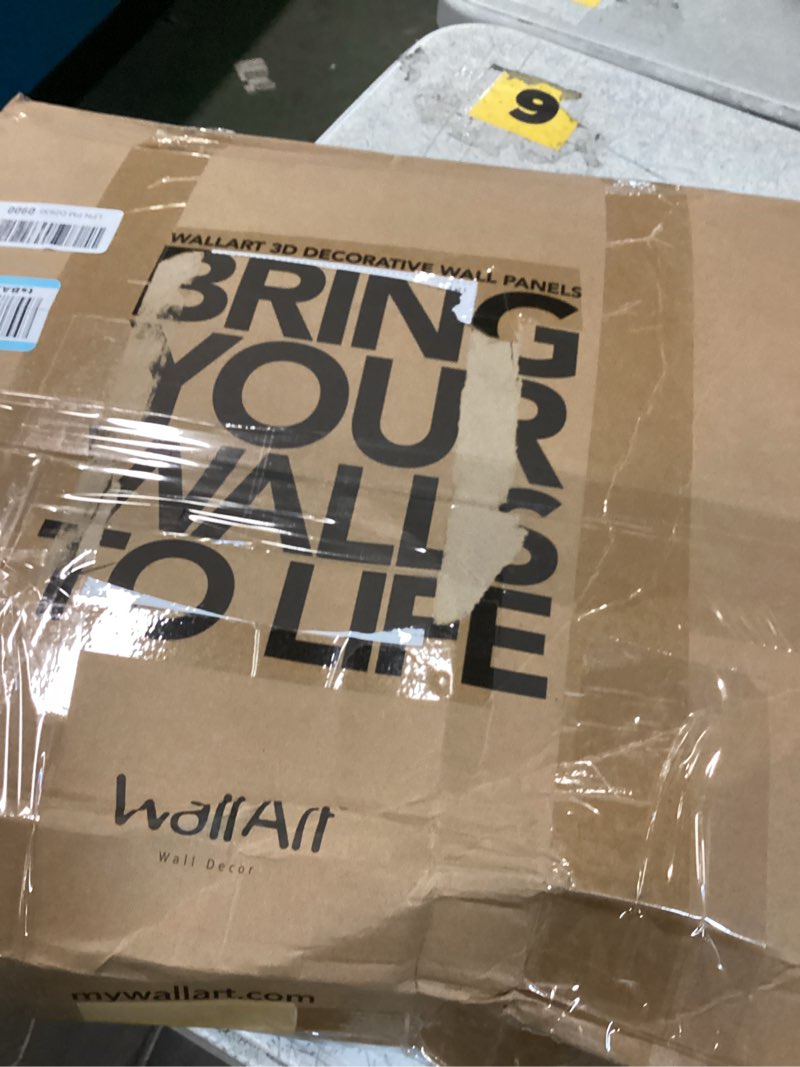 9
WALLART 3D DECORATIVE WALL PANELS
BRING
YOUR
WALLS
TO LIFE
WallArt
Wall Decor
mywallart.com